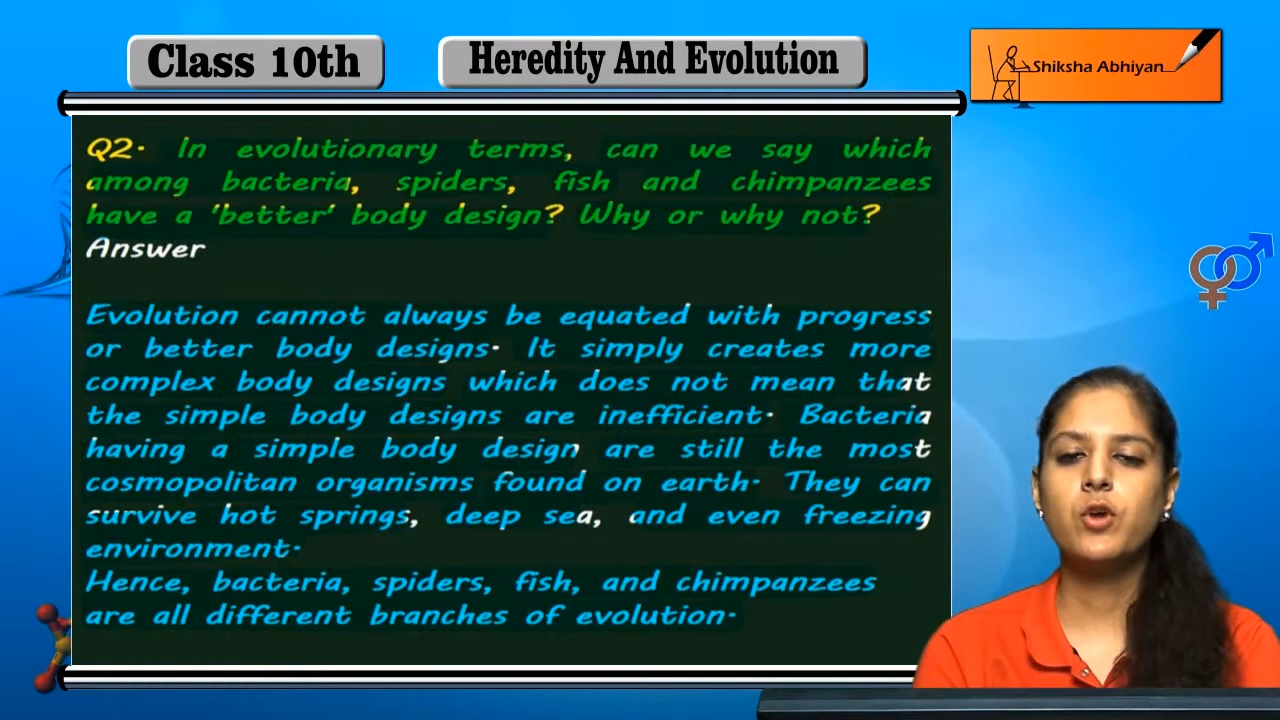 Class 10th
Heredity And Evolution
Shiksha Abhiyan
Q2. In evolutionary terms, can we say which
among bacteria, spiders, fish and chimpanzees
have a 'better' body design? Why or why not?
Answer
Evolution cannot always be equated with progress
or better body designs. It simply creates more
complex body designs which does not mean that
the simple body designs are inefficient. Bacteria
having a simple body design are still the most
cosmopolitan organisms found on earth. They can
survive hot springs, deep sea, and even freezing
environment.
Hence, bacteria, spiders, fish, and chimpanzees
are all different branches of evolution.